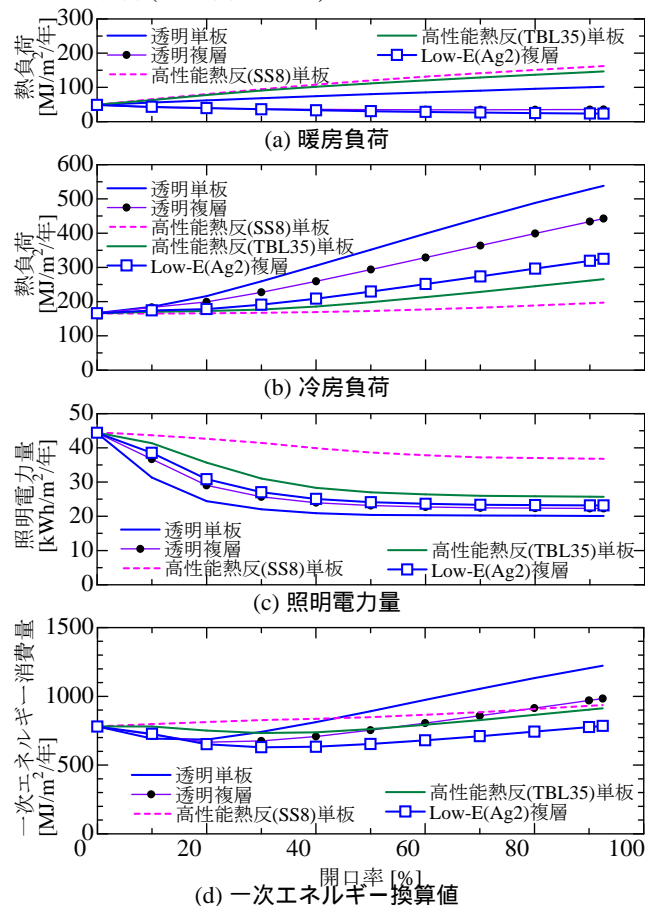 300
200
100
0
熱負荷
[MJ/m²/年]
透明単板
透明複層
高性能熱反(SS8)単板
高性能熱反(TBL35)単板
Low-E(Ag2)複層
(a) 暖房負荷
600
500
400
300
200
100
0
熱負荷
[MJ/m²/年]
透明単板
透明複層
高性能熱反(SS8)単板
高性能熱反(TBL35)単板
Low-E(Ag2)複層
(b) 冷房負荷
50
40
30
20
10
0
照明電力量
[kWh/m²/年]
透明単板
透明複層
高性能熱反(SS8)単板
高性能熱反(TBL35)単板
Low-E(Ag2)複層
(c) 照明電力量
1500
1000
500
0
一次エネルギー消費量
[MJ/m²/年]
透明単板
透明複層
高性能熱反(SS8)単板
高性能熱反(TBL35)単板
Low-E(Ag2)複層
0 20 40 60 80 100
開口率 [%]
(d) 一次エネルギー換算値